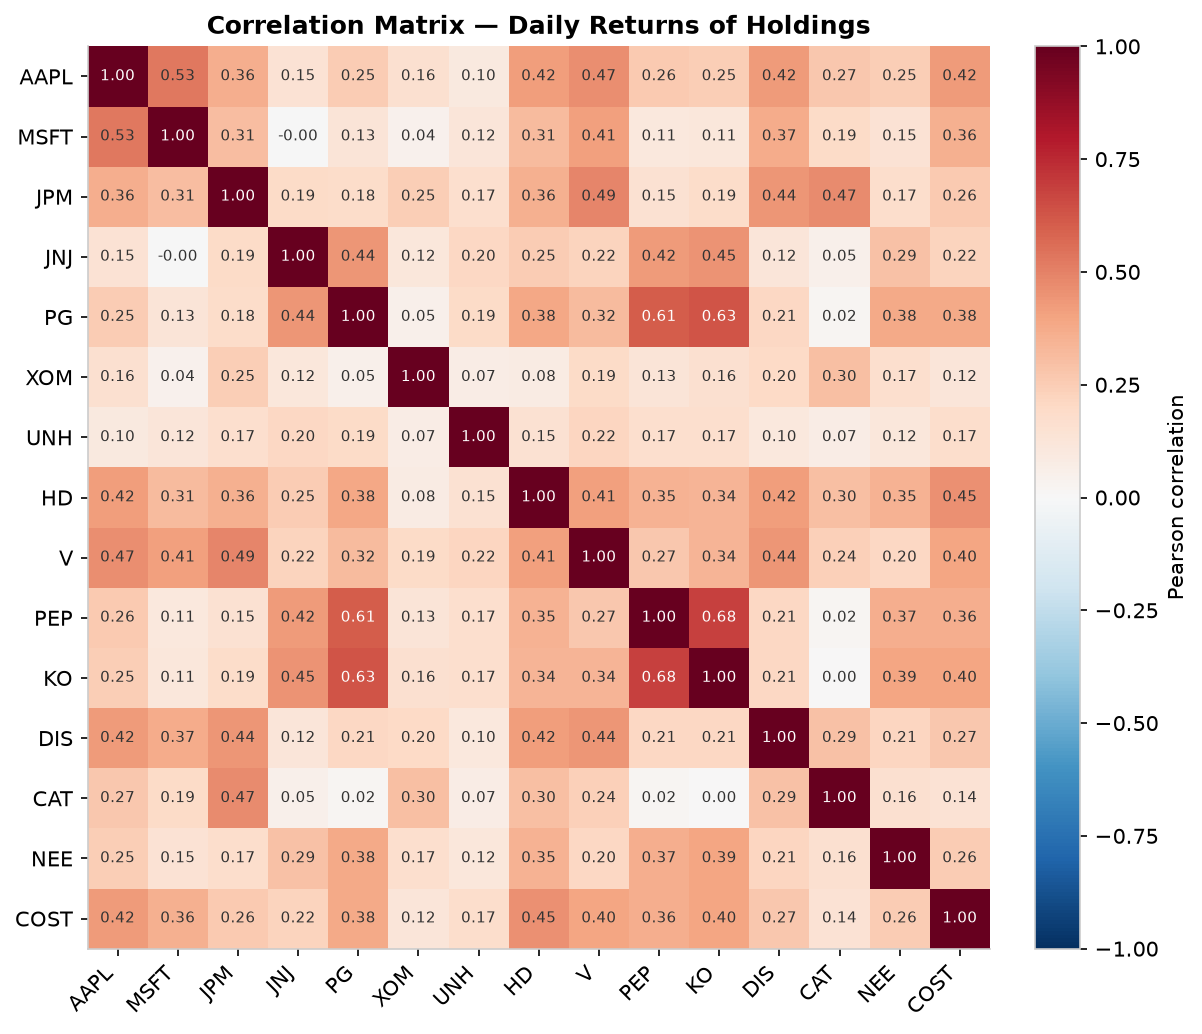 Correlation Matrix — Daily Returns of Holdings
AAPL 1.00 0.53 0.36 0.15 0.25 0.16 0.10 0.42 0.47 0.26 0.25 0.42 0.27 0.25 0.42
MSFT 0.53 1.00 0.31 -0.00 0.13 0.04 0.12 0.31 0.41 0.11 0.11 0.37 0.19 0.15 0.36
JPM 0.36 0.31 1.00 0.19 0.18 0.25 0.17 0.36 0.49 0.15 0.19 0.44 0.47 0.17 0.26
JNJ 0.15 -0.00 0.19 1.00 0.44 0.12 0.20 0.25 0.22 0.42 0.45 0.12 0.05 0.29 0.22
PG 0.25 0.13 0.18 0.44 1.00 0.05 0.19 0.38 0.32 0.61 0.63 0.21 0.02 0.38 0.38
XOM 0.16 0.04 0.25 0.12 0.05 1.00 0.07 0.08 0.19 0.13 0.16 0.20 0.30 0.17 0.12
UNH 0.10 0.12 0.17 0.20 0.19 0.07 1.00 0.15 0.22 0.17 0.17 0.10 0.07 0.12 0.17
HD 0.42 0.31 0.36 0.25 0.38 0.08 0.15 1.00 0.41 0.35 0.34 0.42 0.30 0.35 0.45
V 0.47 0.41 0.49 0.22 0.32 0.19 0.22 0.41 1.00 0.27 0.34 0.44 0.24 0.20 0.40
PEP 0.26 0.11 0.15 0.42 0.61 0.13 0.17 0.35 0.27 1.00 0.68 0.21 0.02 0.37 0.36
KO 0.25 0.11 0.19 0.45 0.63 0.16 0.17 0.34 0.34 0.68 1.00 0.21 0.00 0.39 0.40
DIS 0.42 0.37 0.44 0.12 0.21 0.20 0.10 0.42 0.44 0.21 0.21 1.00 0.29 0.21 0.27
CAT 0.27 0.19 0.47 0.05 0.02 0.30 0.07 0.30 0.24 0.02 0.00 0.29 1.00 0.16 0.14
NEE 0.25 0.15 0.17 0.29 0.38 0.17 0.12 0.35 0.20 0.37 0.39 0.21 0.16 1.00 0.26
COST 0.42 0.36 0.26 0.22 0.38 0.12 0.17 0.45 0.40 0.36 0.40 0.27 0.14 0.26 1.00
AAPL MSFT JPM JNJ PG XOM UNH HD V PEP KO DIS CAT NEE COST
1.00
0.75
0.50
0.25
0.00
−0.25
−0.50
−0.75
−1.00
Pearson correlation